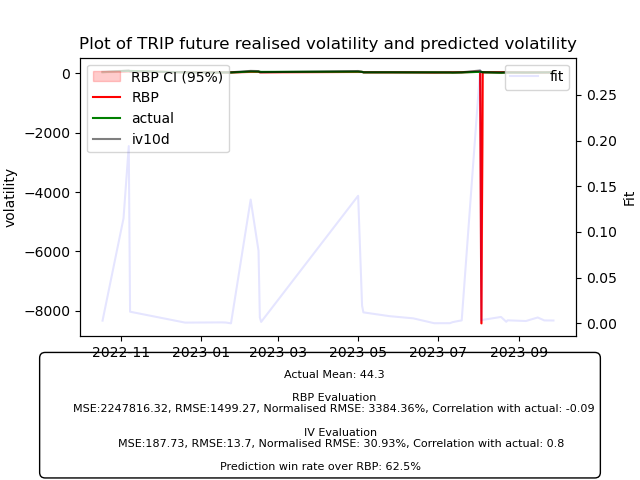 Plot of TRIP future realised volatility and predicted volatility
RBP CI (95%)
RBP
actual
iv10d
fit
0
−2000
−4000
−6000
−8000
volatility
0.25
0.20
0.15
0.10
0.05
0.00
Fit
2022-11
2023-01
2023-03
2023-05
2023-07
2023-09
Actual Mean: 44.3
RBP Evaluation
MSE:2247816.32, RMSE:1499.27, Normalised RMSE: 3384.36%, Correlation with actual: -0.09
IV Evaluation
MSE:187.73, RMSE:13.7, Normalised RMSE: 30.93%, Correlation with actual: 0.8
Prediction win rate over RBP: 62.5%